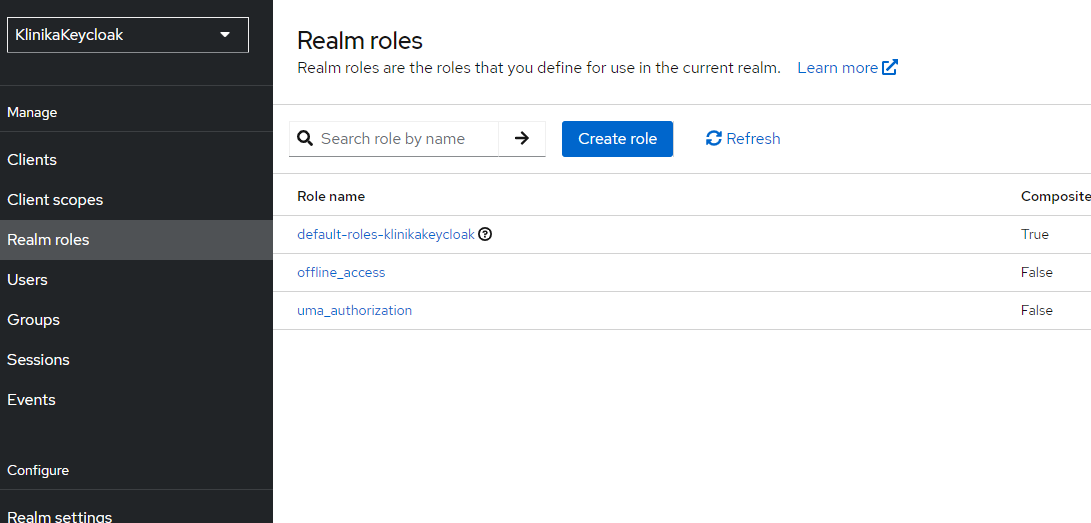 KlinikaKeycloak
Manage
Clients
Client scopes
Realm roles
Users
Groups
Sessions
Events
Configure
Realm settings
Realm roles
Realm roles are the roles that you define for use in the current realm. Learn more
Search role by name
Create role
Refresh
Role name Composite
default-roles-klinikakeycloak True
offline_access False
uma_authorization False